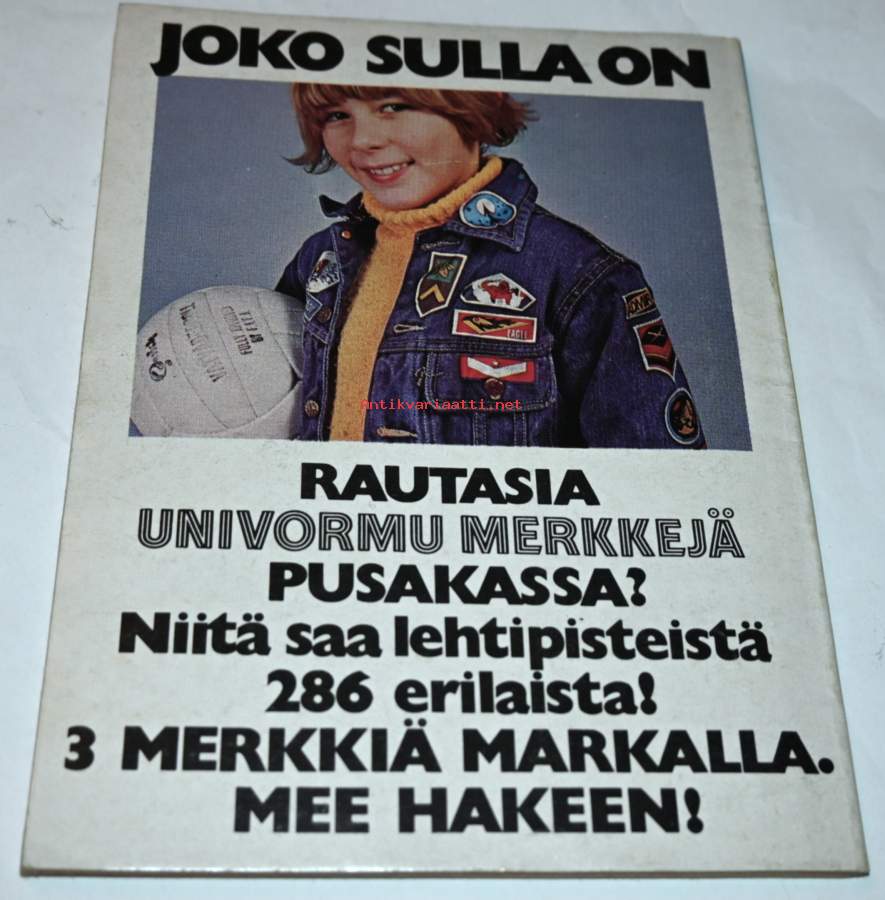 JOKO SULLA ON
EAGLE
antikvariaatti.net
RAUTASIA
UNIVORMU MERKKEJÄ
PUSAKASSA?
Niitä saa lehtipisteistä
286 erilaista!
3 MERKKIÄ MARKALLA.
MEE HAKEEN!